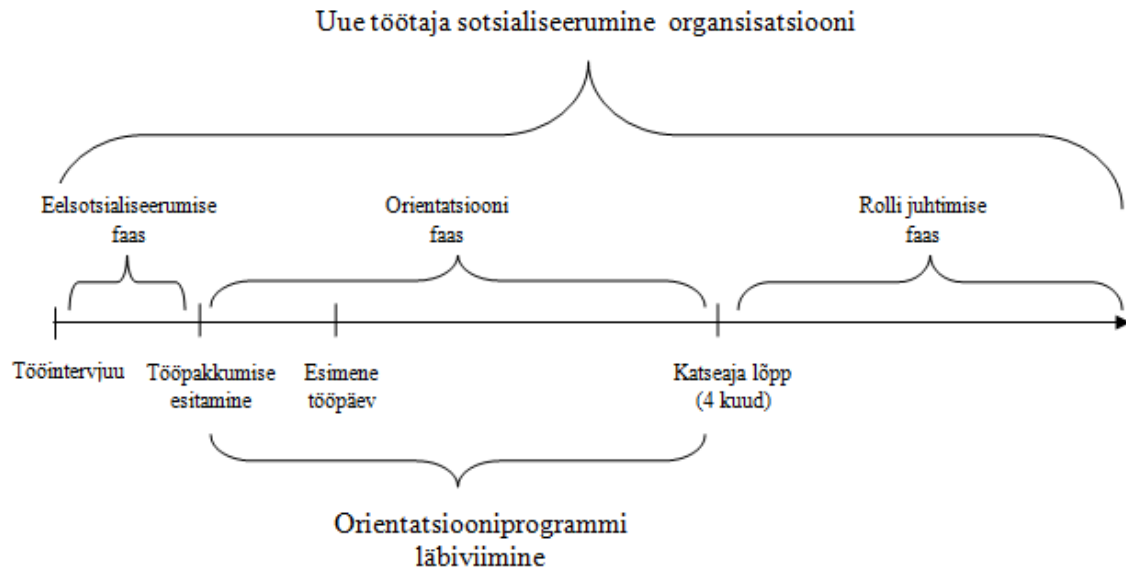 Uue töötaja sotsialiseerumine organsisatsiooni
Eelsotsialiseerumise
faas
Orientatsiooni
faas
Rolli juhtimise
faas
Tööintervjuu
Tööpakkumise
esitamine
Esimene
tööpäev
Katseaja lõpp
(4 kuud)
Orientatsiooniprogrammi
läbiviimine